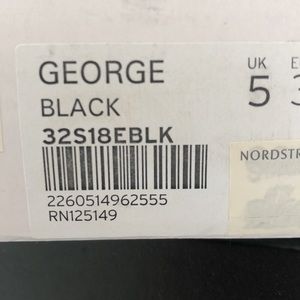 GEORGE
BLACK
32S18EBLK
2260514962555
RN125149
UK
5
NORDSTR